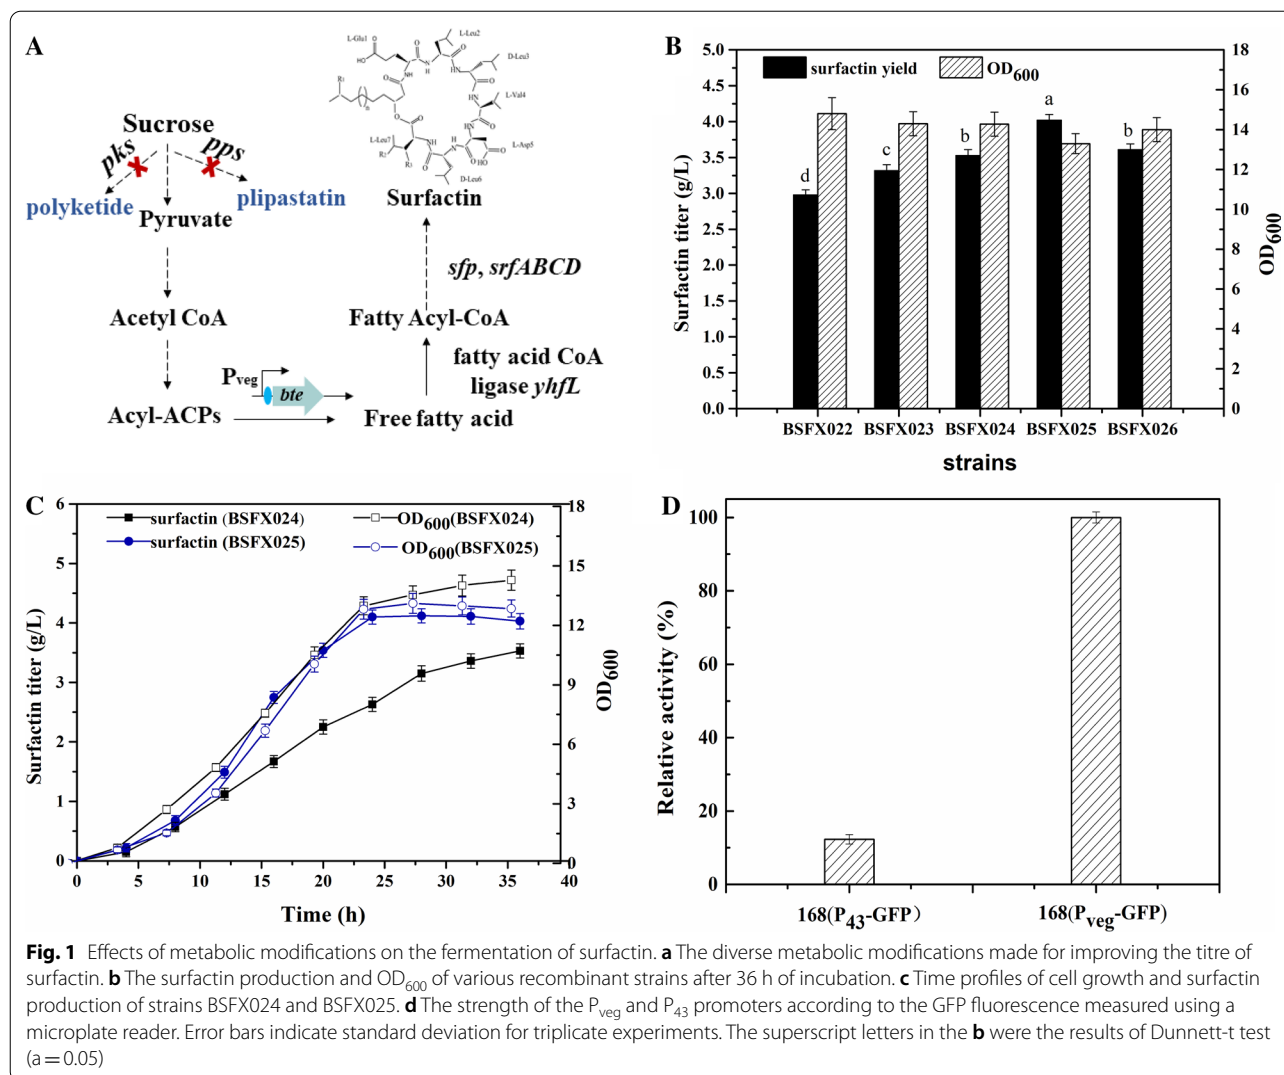 A
L-Glu1
L-Leu2
D-Leu3
L-Val4
L-Asp5
D-Leu6
L-Leu7
Sucrose
pks
pps
polyketide
plipastatin
Pyruvate
Surfactin
sfp, srfABCD
Acetyl CoA
Fatty Acyl-CoA
fatty acid CoA
ligase yhfL
Pveg
bte
Acyl-ACPs
Free fatty acid
B
surfactin yield
OD600
5.0
4.5
4.0
3.5
3.0
2.5
2.0
1.5
1.0
0.5
0.0
Surfactin titer (g/L)
d
c
b
a
b
18
16
14
12
10
8
6
4
2
0
OD600
BSFX022 BSFX023 BSFX024 BSFX025 BSFX026
strains
C
surfactin (BSFX024)
OD600(BSFX024)
surfactin (BSFX025)
OD600(BSFX025)
6
5
4
3
2
1
0
Surfactin titer (g/L)
18
15
12
9
6
3
0
OD600
0 5 10 15 20 25 30 35 40
Time (h)
D
100
80
60
40
20
0
Relative activity (%)
168(P43-GFP)
168(Pveg-GFP)
Fig. 1 Effects of metabolic modifications on the fermentation of surfactin. a The diverse metabolic modifications made for improving the titre of
surfactin. b The surfactin production and OD600 of various recombinant strains after 36 h of incubation. c Time profiles of cell growth and surfactin
production of strains BSFX024 and BSFX025. d The strength of the Pveg and P43 promoters according to the GFP fluorescence measured using a
microplate reader. Error bars indicate standard deviation for triplicate experiments. The superscript letters in the b were the results of Dunnett-t test
(a = 0.05)